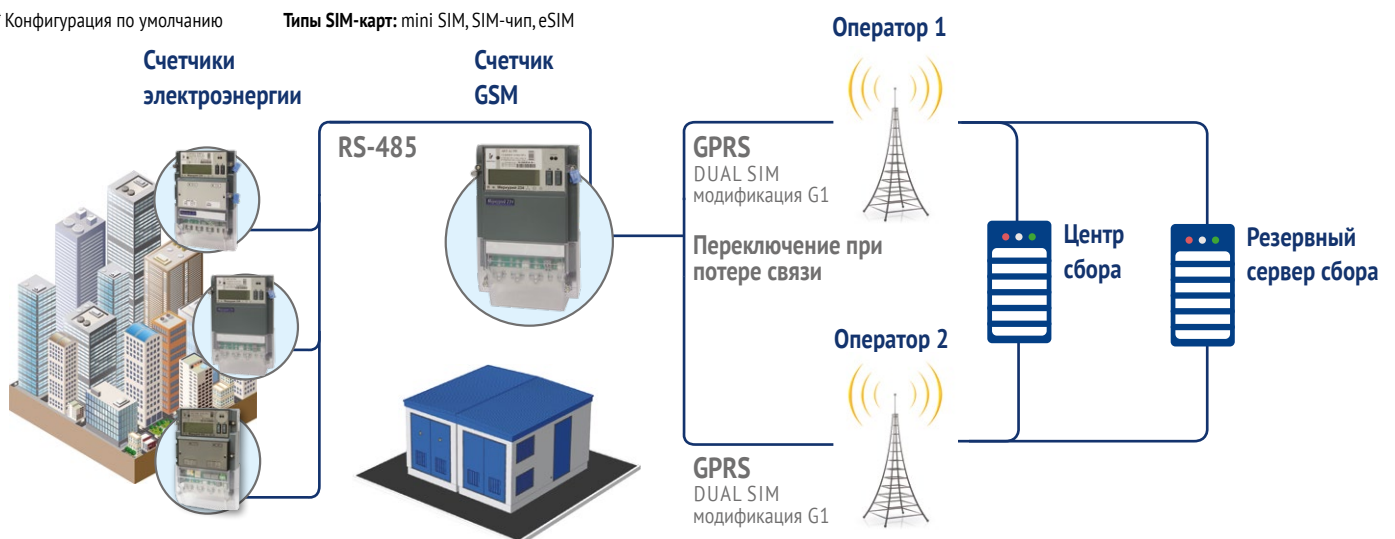 Конфигурация по умолчанию
Типы SIM-карт: mini SIM, SIM-чип, eSIM
Счетчики
электроэнергии
Счетчик
GSM
RS-485
Оператор 1
GPRS
DUAL SIM
модификация G1
Переключение при
потере связи
Центр
сбора
Резервный
сервер сбора
Оператор 2
GPRS
DUAL SIM
модификация G1